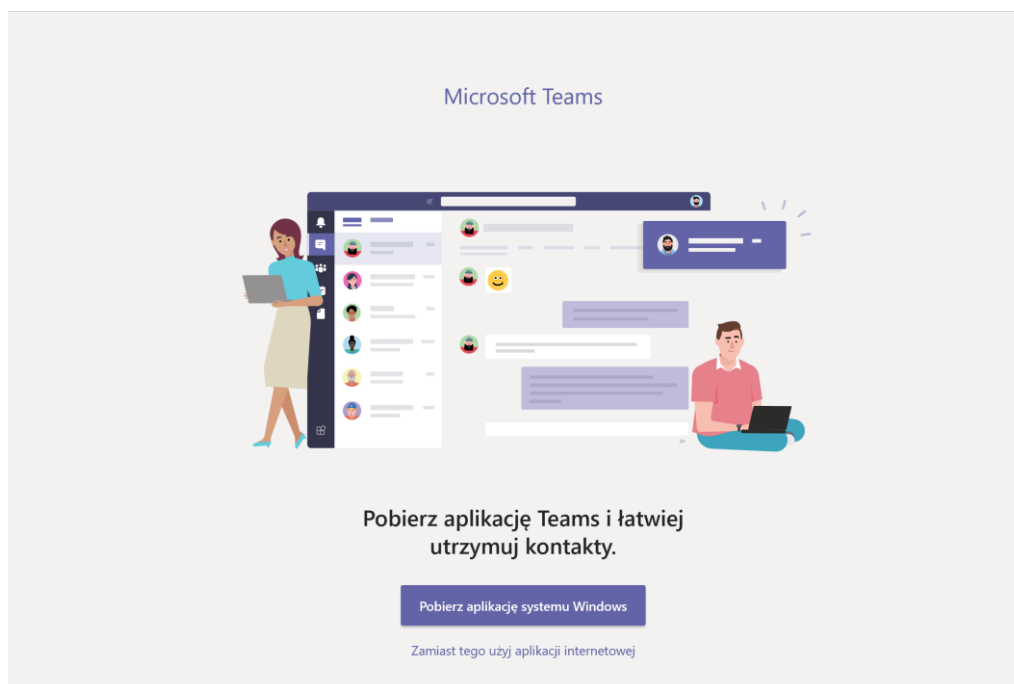 Microsoft Teams
Pobierz aplikację Teams i łatwiej
utrzymuj kontakty.
Pobierz aplikację systemu Windows
Zamiast tego użyj aplikacji internetowej